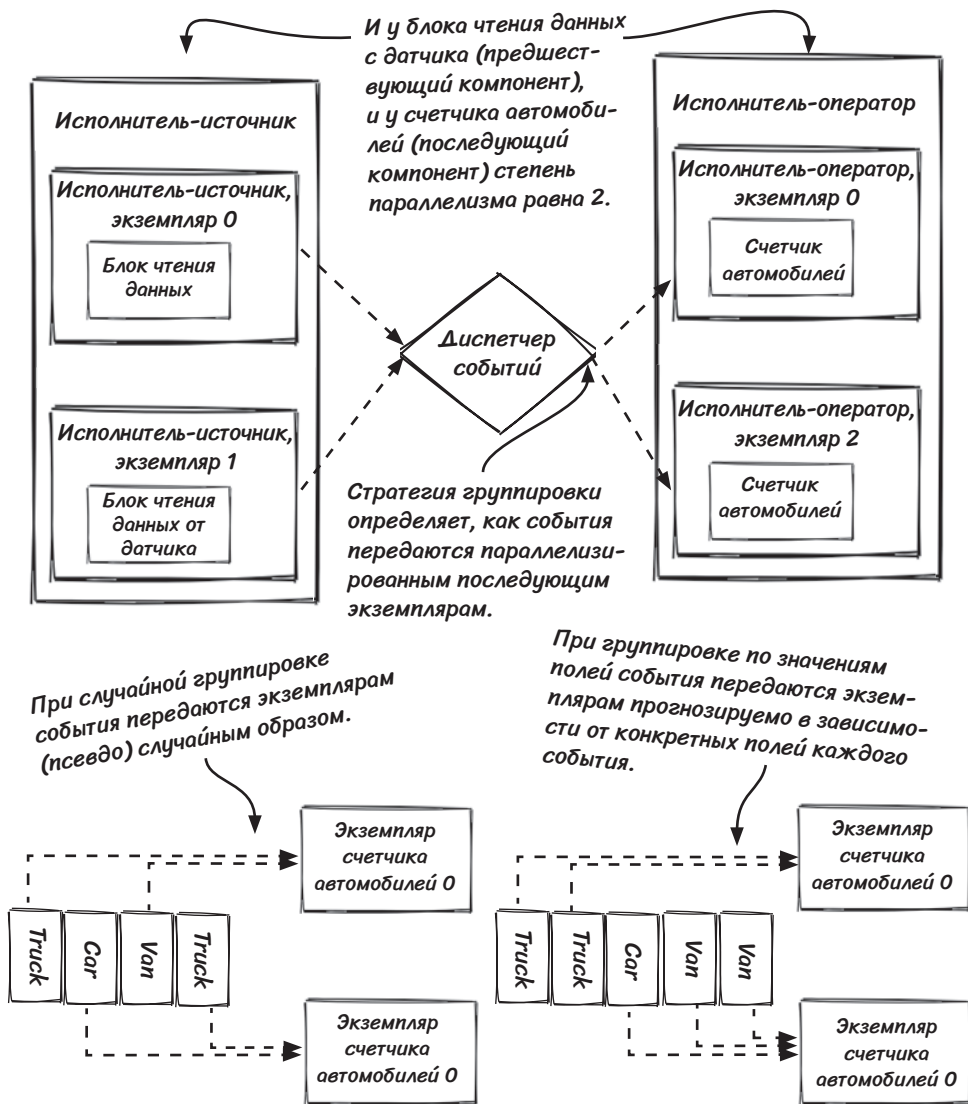 И у блока чтения данных
с датчика (предшест-
вующий компонент),
и у счетчика автомоби-
лей (последующий
компонент) степень
параллелизма равна 2.
Исполнитель-источник
Исполнитель-источник,
экземпляр 0
Блок чтения
данных
Исполнитель-источник,
экземпляр 1
Блок чтения
данных от
датчика
Диспетчер
событий
Исполнитель-оператор
Исполнитель-оператор,
экземпляр 0
Счетчик
автомобилей
Исполнитель-оператор,
экземпляр 2
Счетчик
автомобилей
Стратегия группировки
определяет, как события
передаются параллелизи-
рованным последующим
экземплярам.
При случайной группировке
события передаются экземплярам
(псевдо) случайным образом.
Экземпляр
счетчика
автомобилей 0
Truck
Car
Van
Truck
Экземпляр
счетчика
автомобилей 0
При группировке по значениям
полей события передаются экзем-
плярам прогнозируемо в зависимо-
сти от конкретных полей каждого
события.
Экземпляр
счетчика
автомобилей 0
Truck
Truck
Car
Van
Van
Экземпляр
счетчика
автомобилей 0